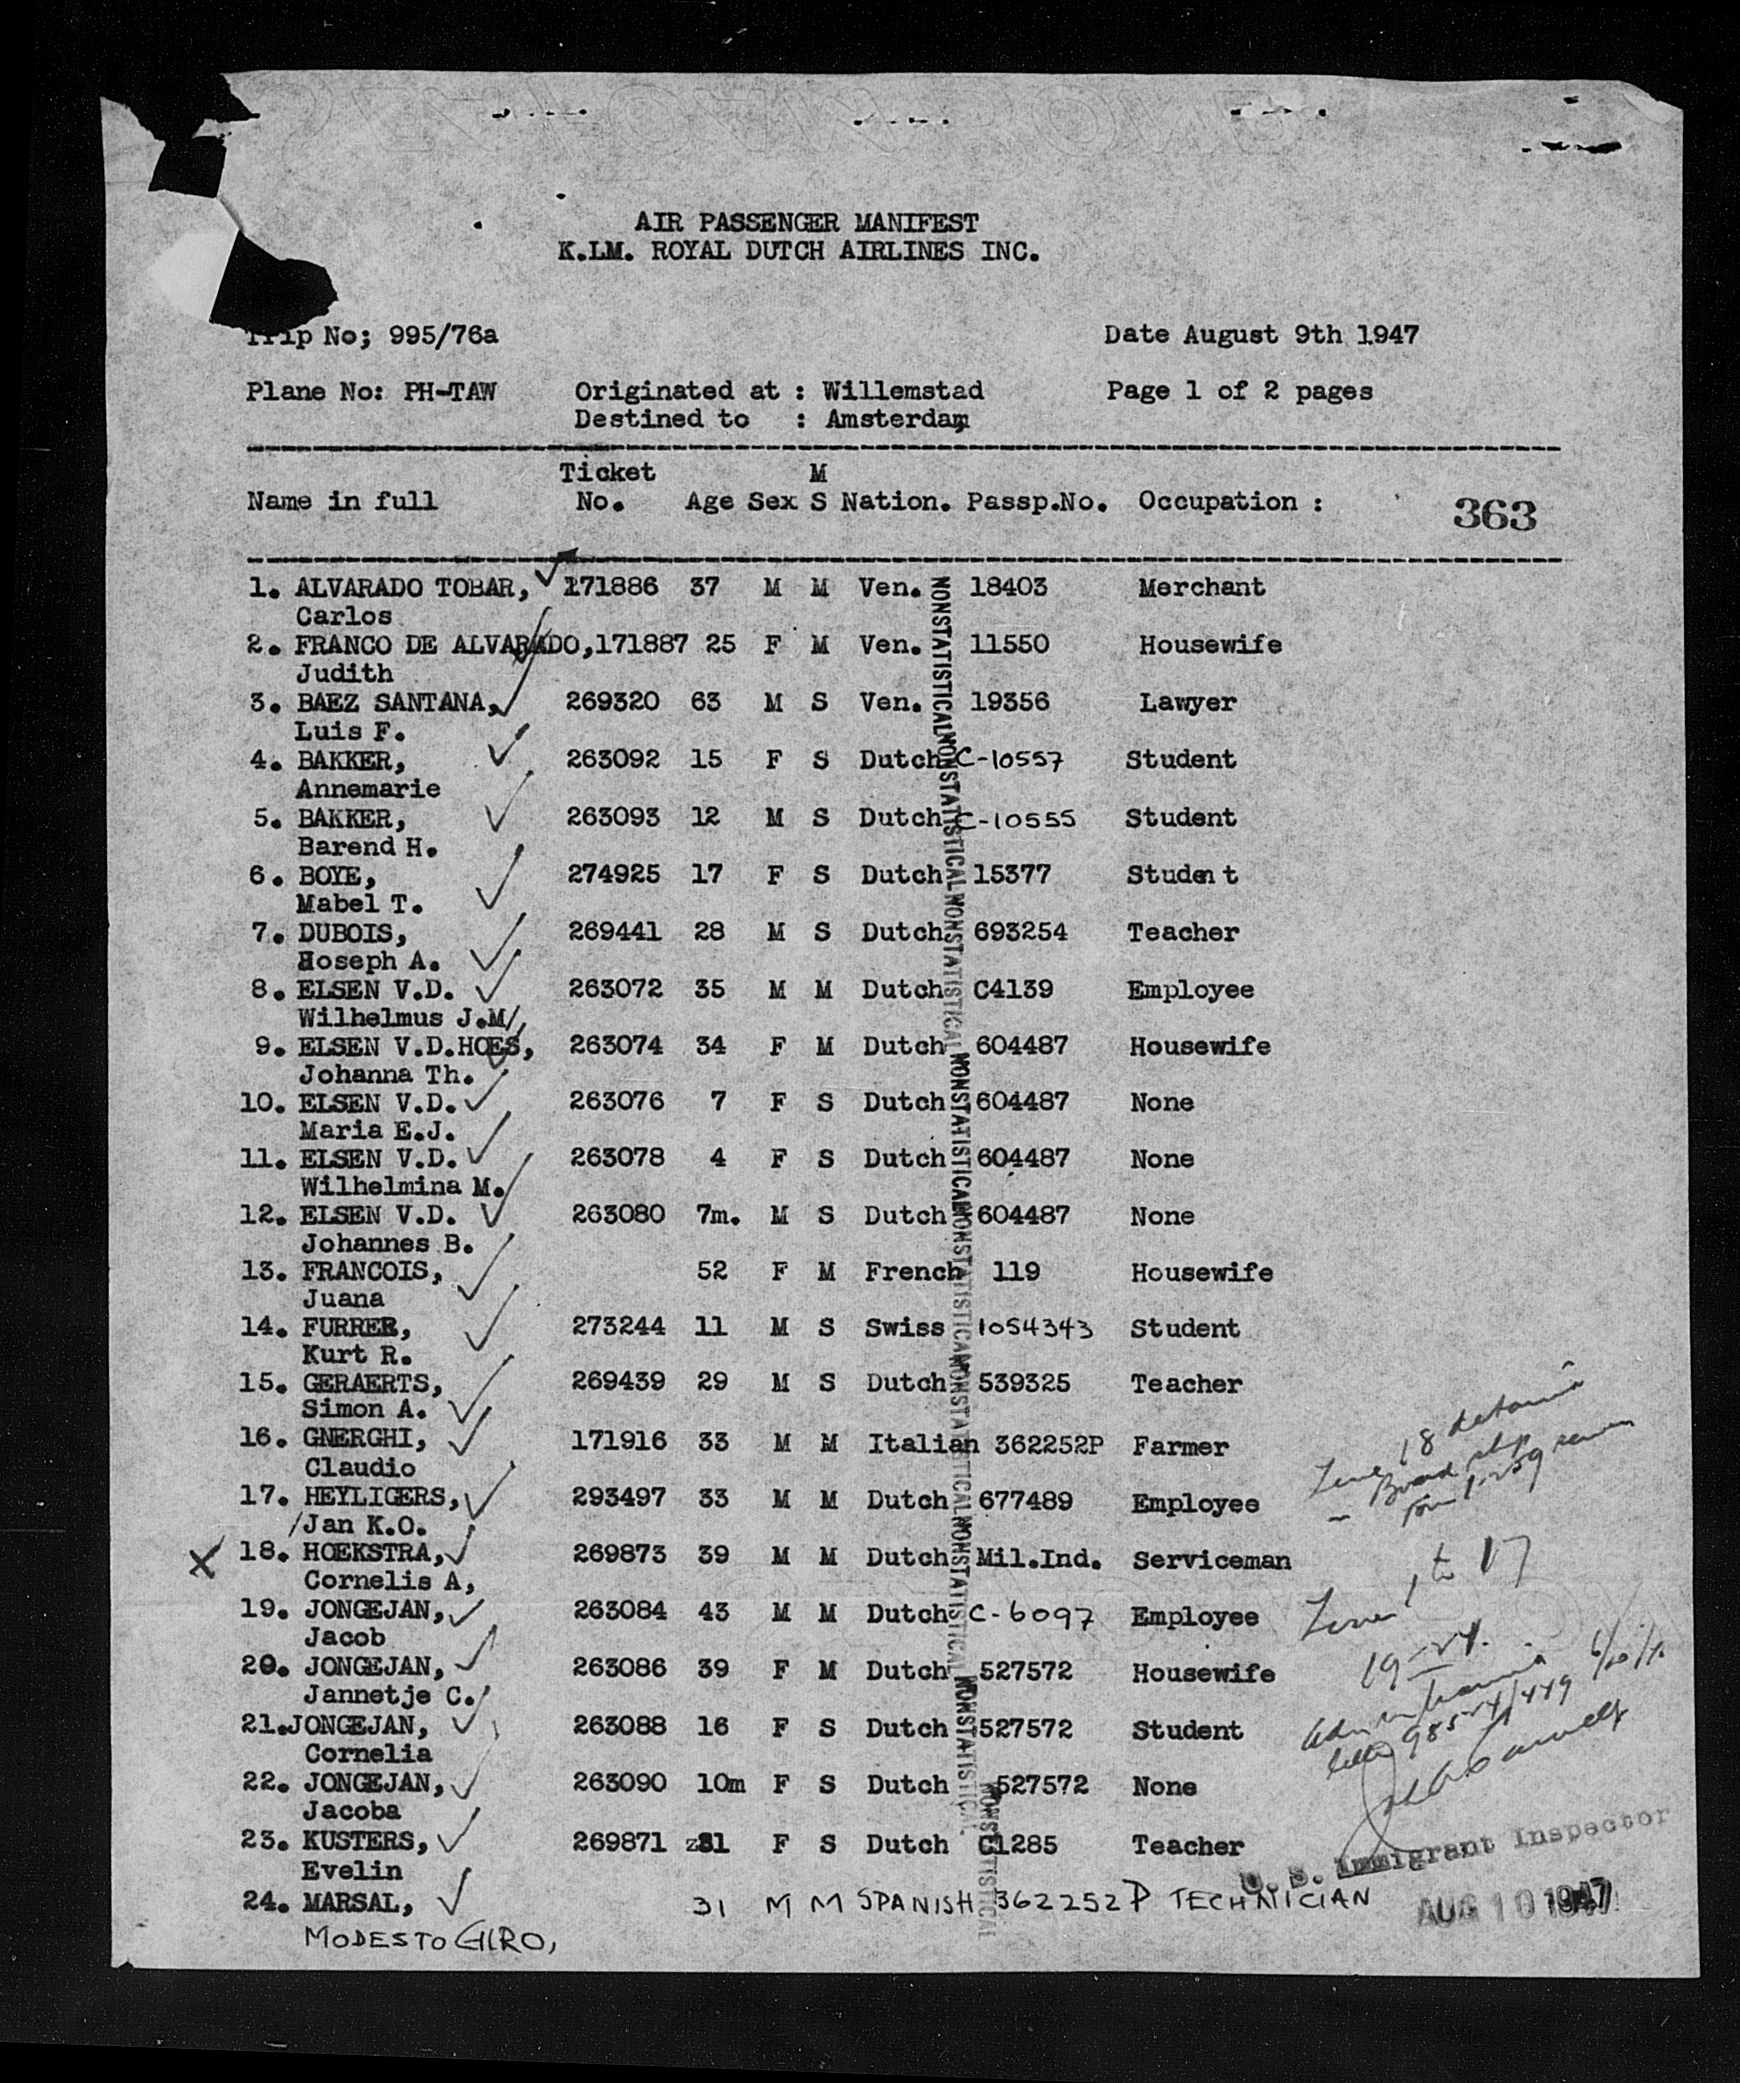 AIR PASSENGER MANIFEST
K.LM. ROYAL DUTCH AIRLINES INC.
Trip No; 995/76a Date August 9th 1947
Plane No: PH-TAW Originated at : Willemstad Page 1 of 2 pages
Destined to : Amsterdam
Ticket M
Name in full No. Age Sex S Nation. Passp.No. Occupation : 363
1. ALVARADO TOBAR, 171886 37 M M Ven. 18403 Merchant
Carlos
2. FRANCO DE ALVARADO,171887 25 F M Ven. 11550 Housewife
Judith
3. BAEZ SANTANA, 269320 63 M S Ven. 19356 Lawyer
Luis F.
4. BAKKER, 263092 15 F S Dutch C-10557 Student
Annemarie
5. BAKKER, 263093 12 M S Dutch C-10555 Student
Barend H.
6. BOYE, 274925 17 F S Dutch 15377 Student
Mabel T.
7. DUBOIS, 269441 28 M S Dutch 693254 Teacher
Hoseph A.
8. ELSEN V.D. 263072 35 M M Dutch C4139 Employee
Wilhelmus J.M/,
9. ELSEN V.D.HOES, 263074 34 F M Dutch 604487 Housewife
Johanna Th.
10. ELSEN V.D. 263076 7 F S Dutch 604487 None
Maria E.J.
11. ELSEN V.D. 263078 4 F S Dutch 604487 None
Wilhelmina M.
12. ELSEN V.D. 263080 7m. M S Dutch 604487 None
Johannes B.
13. FRANCOIS, 52 F M French 119 Housewife
Juana
14. FURRER, 273244 11 M S Swiss 1054343 Student
Kurt R.
15. GERAERTS, 269439 29 M S Dutch 539325 Teacher
Simon A.
16. GNERGHI, 171916 33 M M Italian 362252P Farmer
Claudio
17. HEYLIGERS, 293497 33 M M Dutch 677489 Employee
/Jan K.O.
X 18. HOEKSTRA, 269873 39 M M Dutch Mil.Ind. Serviceman
Cornelis A,
19. JONGEJAN, 263084 43 M M Dutch C-6097 Employee
Jacob
20. JONGEJAN, 263086 39 F M Dutch 527572 Housewife
Jannetje C.
21.JONGEJAN, 263088 16 F S Dutch 527572 Student
Cornelia
22. JONGEJAN, 263090 10m F S Dutch 527572 None
Jacoba
23. KUSTERS, 269871 31 F S Dutch C1285 Teacher
Evelin
24. MARSAL, 31 M M SPANISH 362252P TECHNICIAN
MODESTO GIRO,
NONSTATISTICAL NONSTATISTICAL NONSTATISTICAL NONSTATISTICAL NONSTATISTICAL NONSTATISTICAL NONSTATISTICAL NONSTATISTICAL NONSTATISTICAL
18
1 to 17
19-24.
U. S. Immigrant Inspector
AUG 10 1947